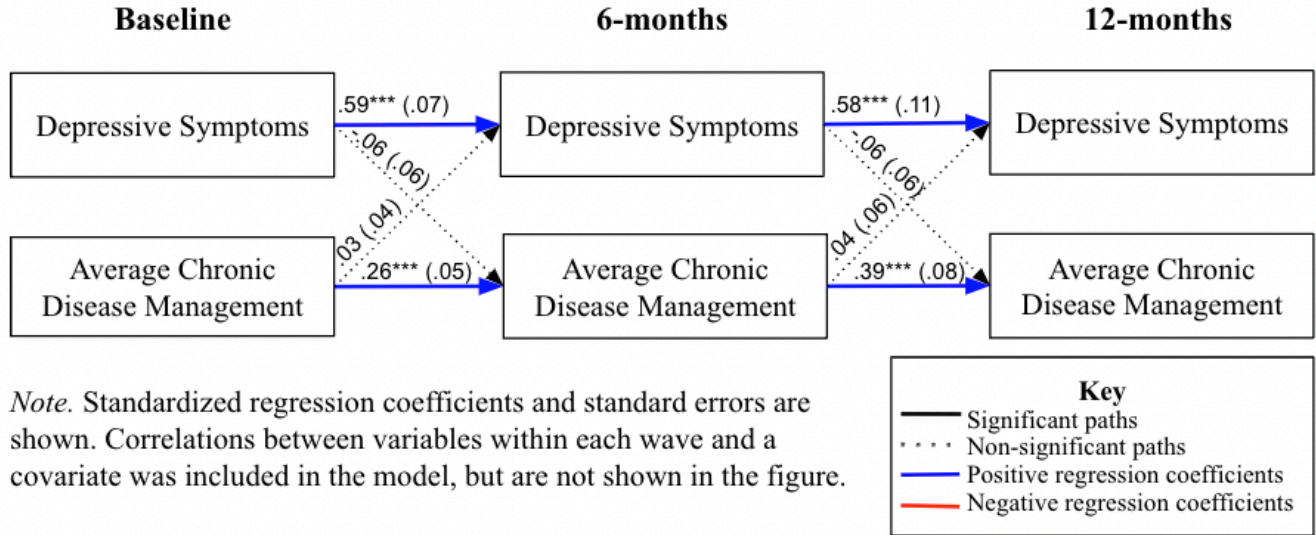 Baseline
6-months
12-months
Depressive Symptoms
.59*** (.07)
Depressive Symptoms
.58*** (.11)
Depressive Symptoms
-.06 (.06)
-.06 (.06)
.03 (.04)
.04 (.06)
Average Chronic
Disease Management
.26*** (.05)
Average Chronic
Disease Management
.39*** (.08)
Average Chronic
Disease Management
Note. Standardized regression coefficients and standard errors are
shown. Correlations between variables within each wave and a
covariate was included in the model, but are not shown in the figure.
Key
Significant paths
Non-significant paths
Positive regression coefficients
Negative regression coefficients